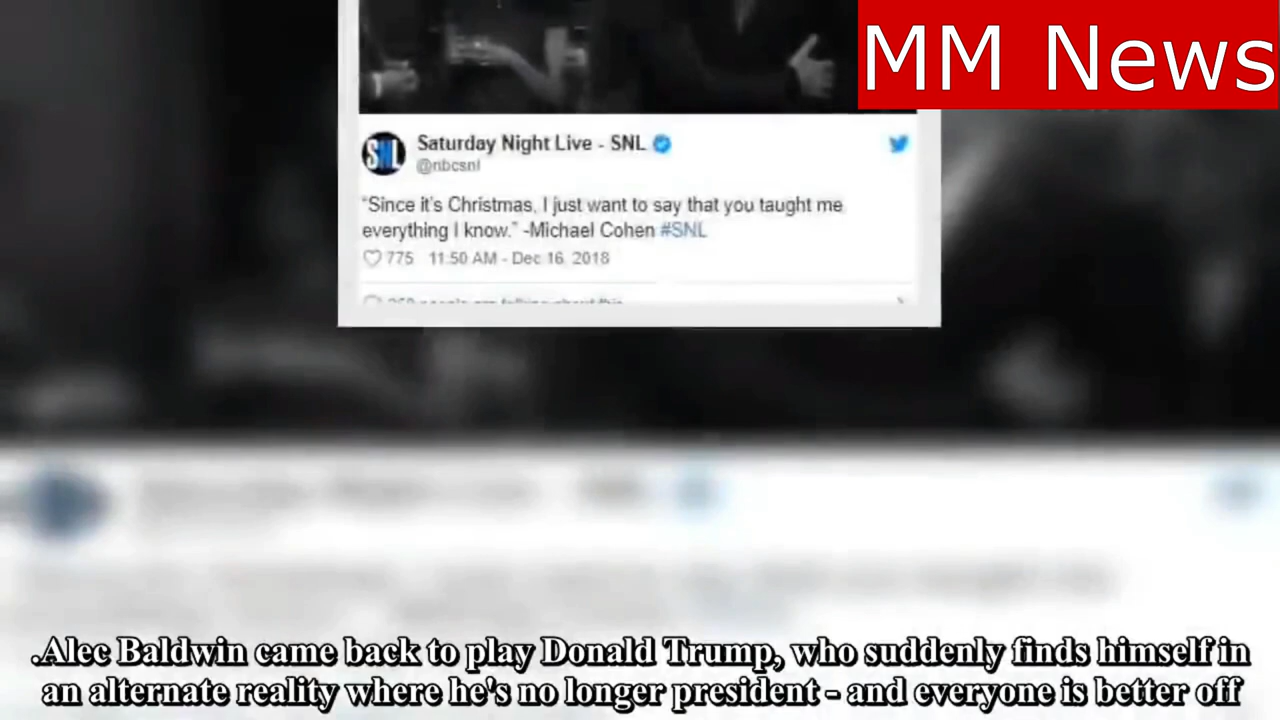 MM News
SNL
Saturday Night Live - SNL
@nbcsnl
“Since it's Christmas, I just want to say that you taught me
everything I know.” -Michael Cohen #SNL
775 11:50 AM - Dec 16, 2018
.Alec Baldwin came back to play Donald Trump, who suddenly finds himself in
an alternate reality where he's no longer president - and everyone is better off